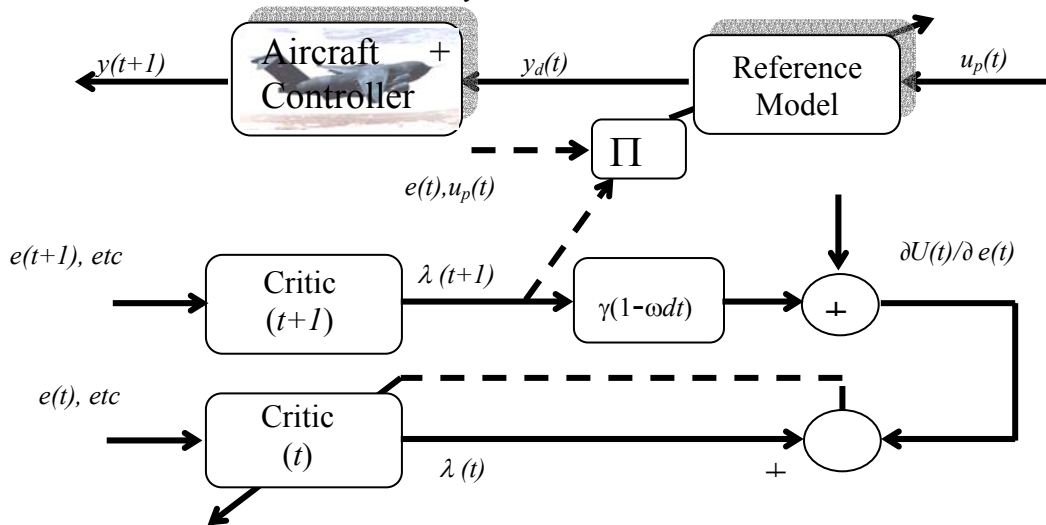 Aircraft +
Controller
y(t+1)
y_d(t)
Reference
Model
u_p(t)
Π
e(t),u_p(t)
e(t+1), etc
Critic
(t+1)
λ (t+1)
γ(1-ωdt)
+
∂U(t)/∂ e(t)
e(t), etc
Critic
(t)
λ (t)
+